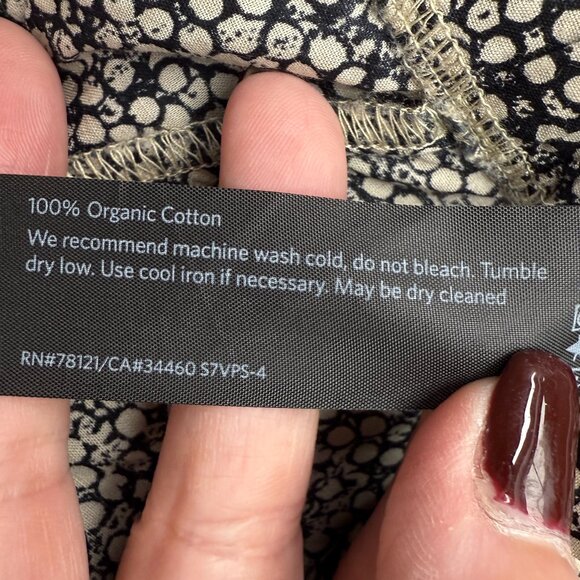 100% Organic Cotton
We recommend machine wash cold, do not bleach. Tumble
dry low. Use cool iron if necessary. May be dry cleaned
RN#78121/CA#34460 S7VPS-4